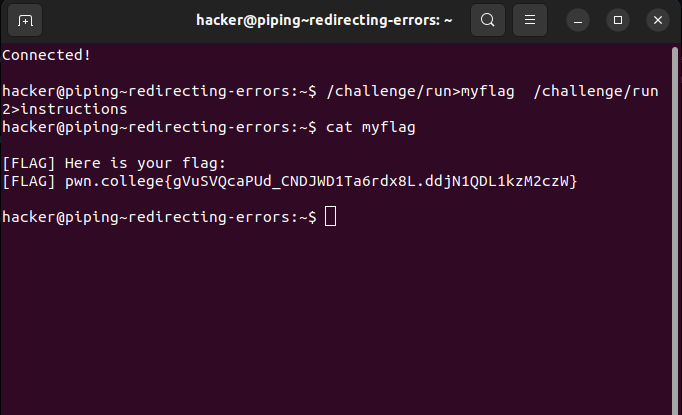 hacker@piping~redirecting-errors: ~
Connected!
hacker@piping~redirecting-errors:~$ /challenge/run>myflag  /challenge/run
2>instructions
hacker@piping~redirecting-errors:~$ cat myflag
[FLAG] Here is your flag:
[FLAG] pwn.college{gVuSVQcaPUd_CNDJWD1Ta6rdx8L.ddjN1QDL1kzM2czW}
hacker@piping~redirecting-errors:~$